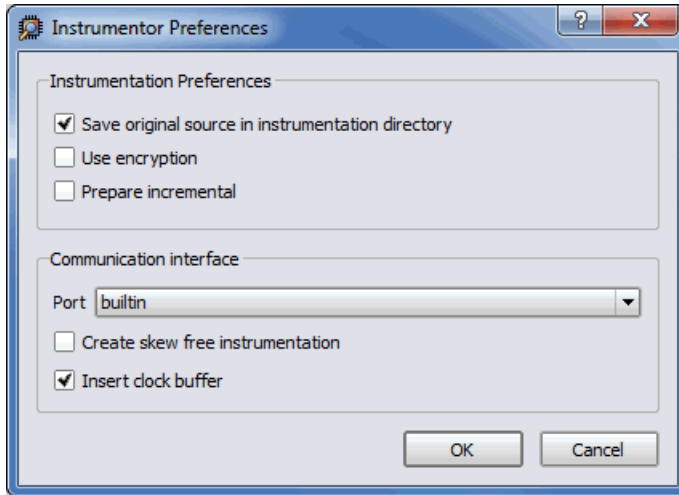 Instrumentor Preferences
Instrumentation Preferences
Save original source in instrumentation directory
Use encryption
Prepare incremental
Communication interface
Port builtin
Create skew free instrumentation
Insert clock buffer
OK Cancel